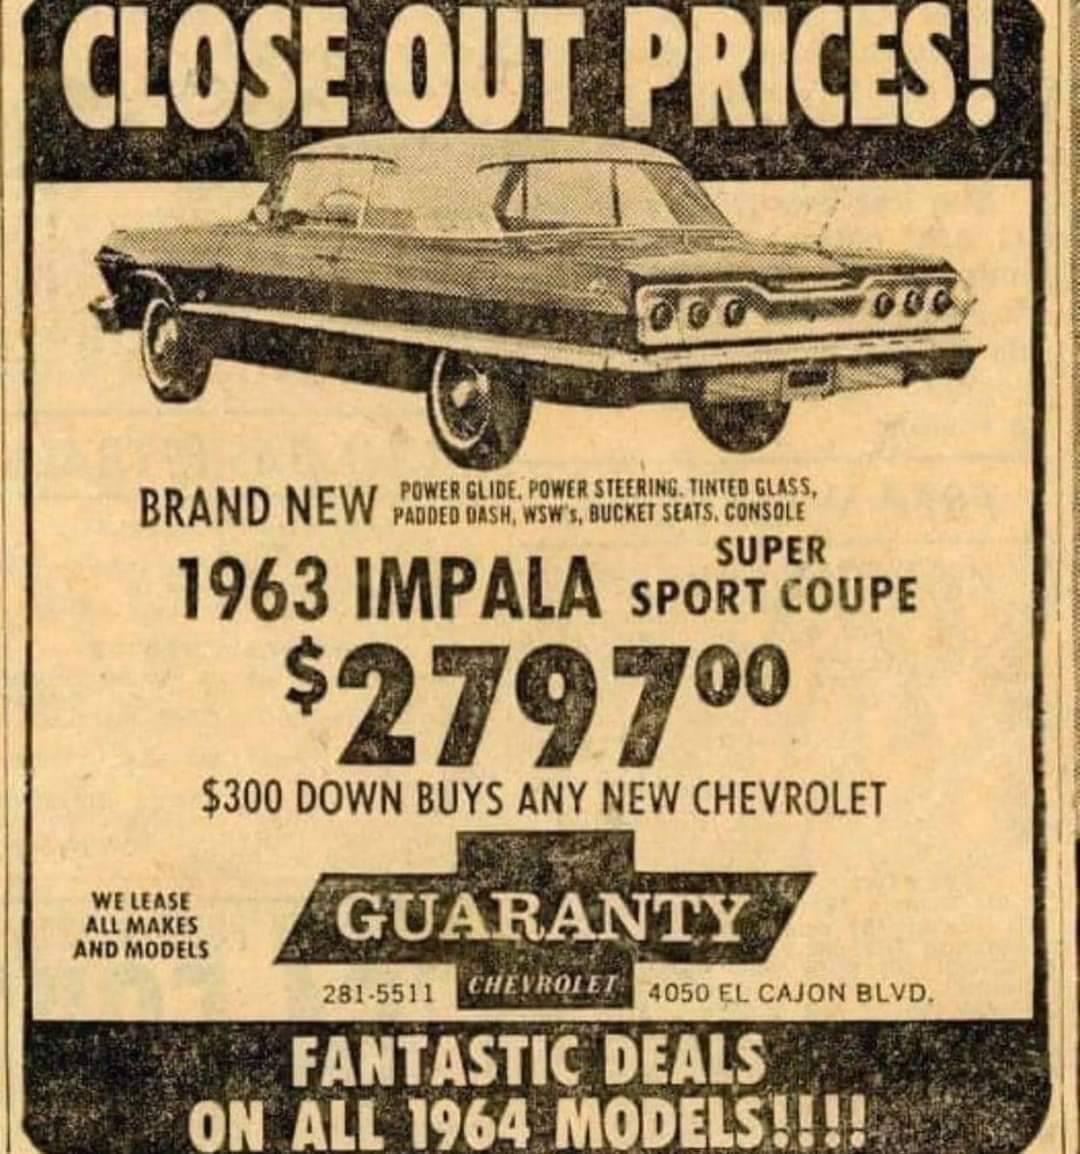 CLOSE OUT PRICES!
BRAND NEW
POWER GLIDE, POWER STEERING, TINTED GLASS,
PADDED DASH, WSW's, BUCKET SEATS, CONSOLE
1963 IMPALA
SUPER
SPORT COUPE
$2797⁰⁰
$300 DOWN BUYS ANY NEW CHEVROLET
WE LEASE
ALL MAKES
AND MODELS
GUARANTY
CHEVROLET
281-5511
4050 EL CAJON BLVD.
FANTASTIC DEALS
ON ALL 1964 MODELS!!!!